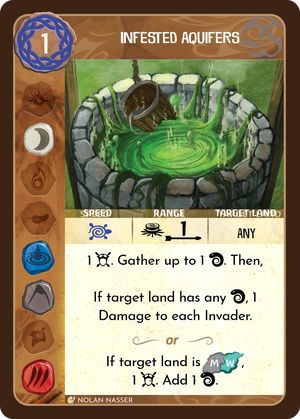 1
INFESTED AQUIFERS
SPEED RANGE TARGET LAND
1 ANY
1 . Gather up to 1 . Then,
If target land has any , 1
Damage to each Invader.
or
If target land is M W,
1 . Add 1 .
NOLAN NASSER